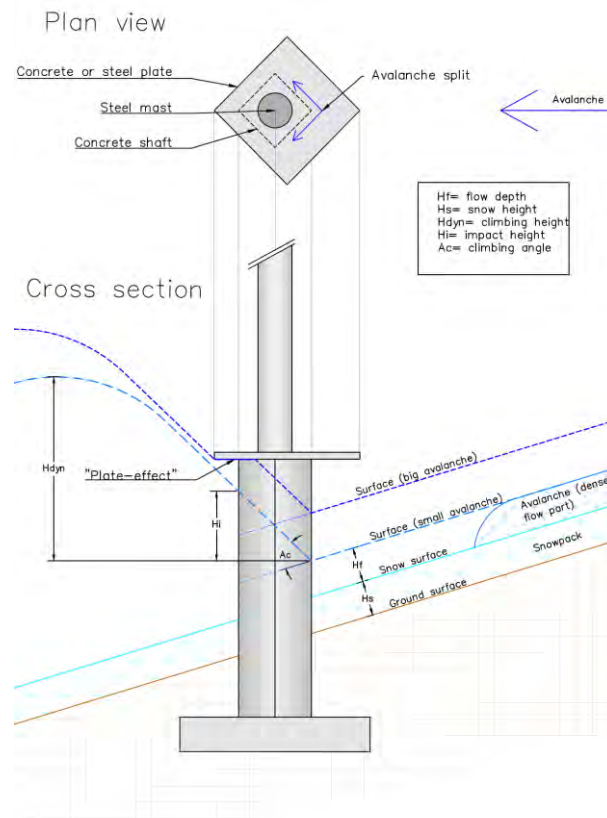 Plan view
Concrete or steel plate
Avalanche split
Avalanche
Steel mast
Concrete shaft
Hf= flow depth
Hs= snow height
Hdyn= climbing height
Hi= impact height
Ac= climbing angle
Cross section
Hdyn
"Plate-effect"
Surface (big avalanche)
Hi
Surface (small avalanche)
Avalanche (dense
flow part)
Ac
Hf
Snow surface
Snowpack
Hs
Ground surface